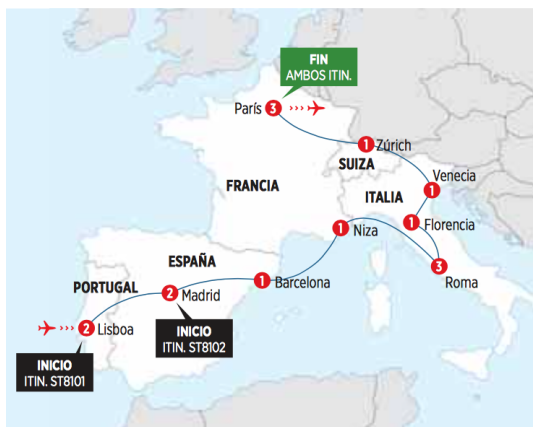 FIN
AMBOS ITIN.
París 3
1 Zúrich
SUIZA
Venecia
1
FRANCIA
ITALIA
1 Florencia
1
Niza
3
Roma
ESPAÑA
1 Barcelona
PORTUGAL
2 Madrid
2 Lisboa
INICIO
ITIN. ST8102
INICIO
ITIN. ST8101